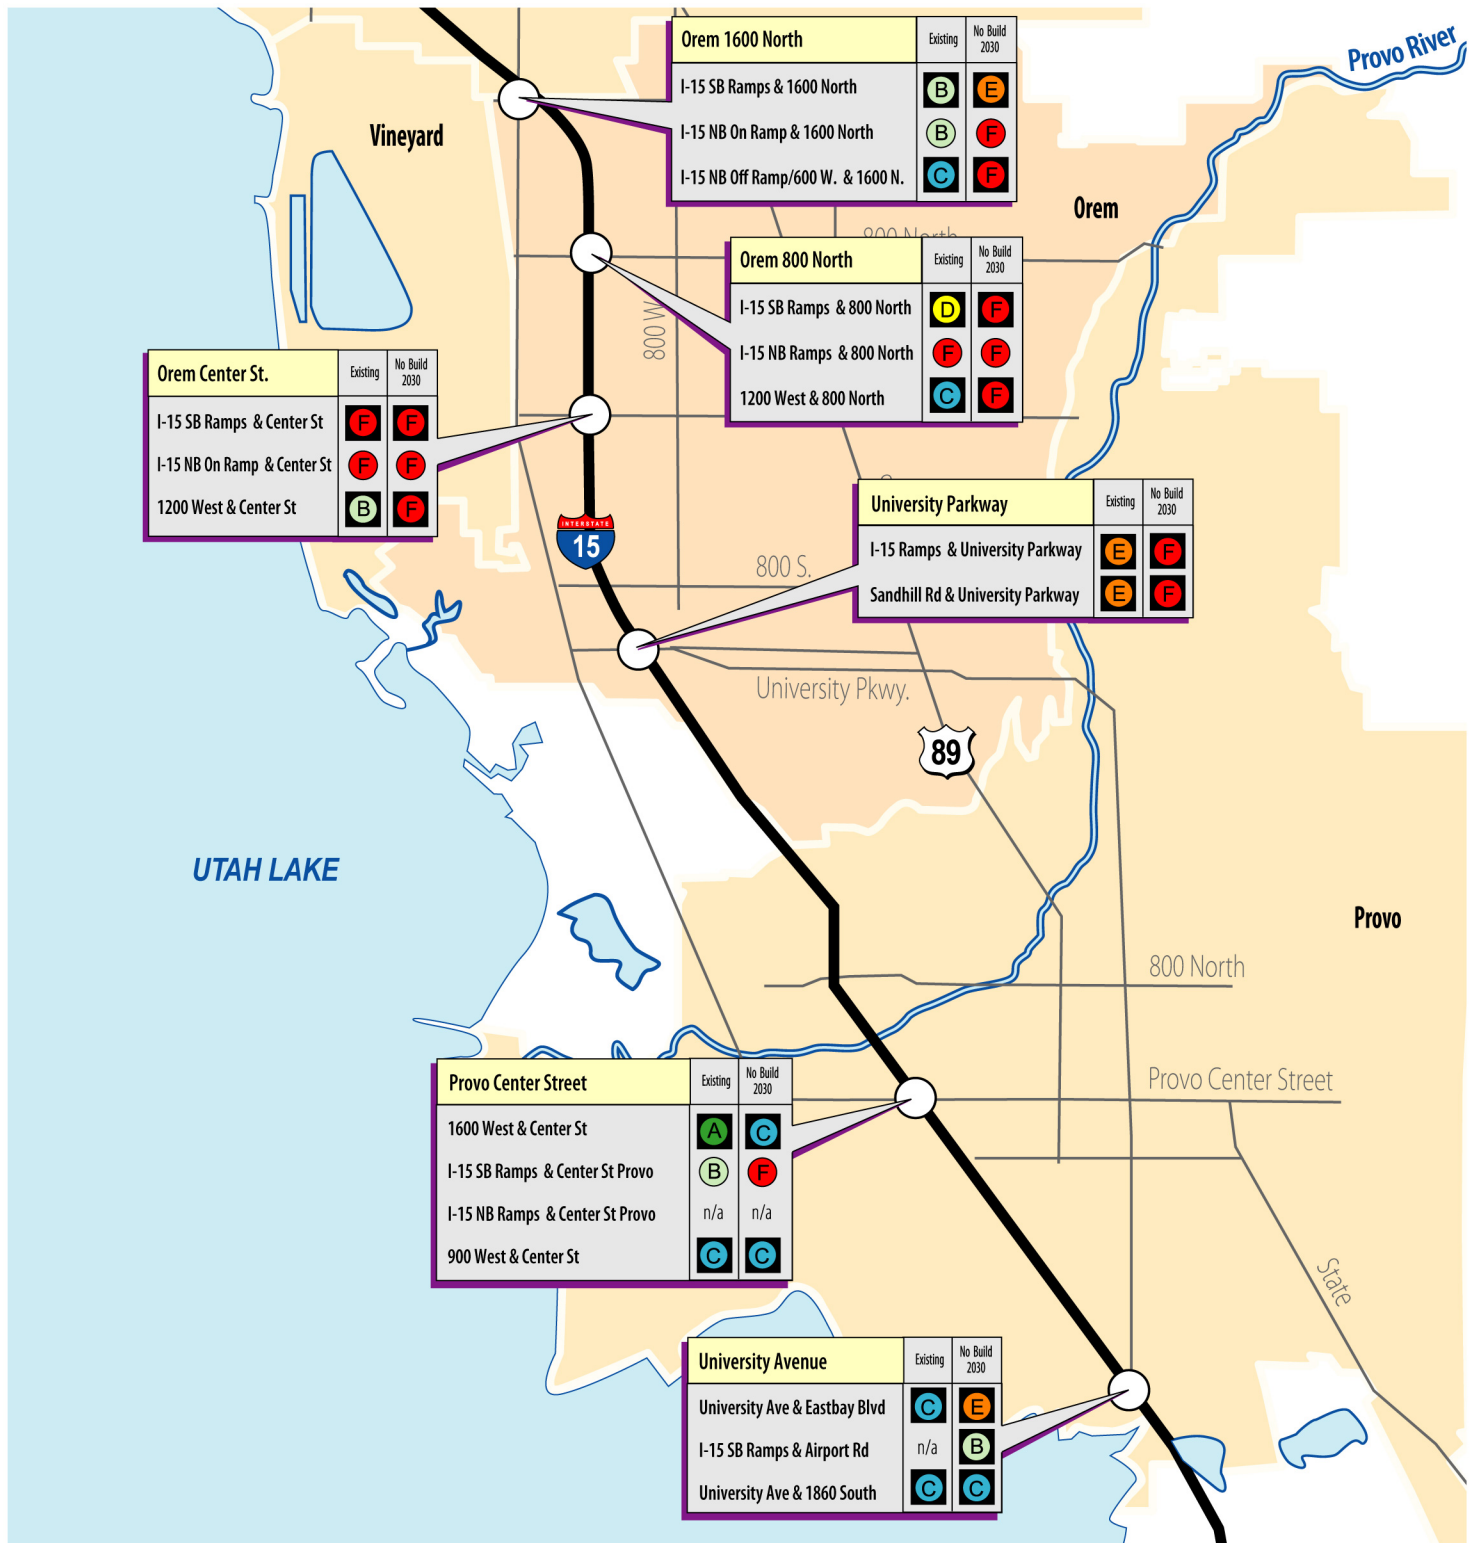 Provo River
Orem 1600 North Existing No Build 2030
I-15 SB Ramps & 1600 North B E
I-15 NB On Ramp & 1600 North B F
I-15 NB Off Ramp/600 W. & 1600 N. C F
Vineyard
Orem
800 North
Orem 800 North Existing No Build 2030
I-15 SB Ramps & 800 North D F
I-15 NB Ramps & 800 North F F
1200 West & 800 North C F
800 W
Orem Center St. Existing No Build 2030
I-15 SB Ramps & Center St F F
I-15 NB On Ramp & Center St F F
1200 West & Center St B F
INTERSTATE
15
University Parkway Existing No Build 2030
I-15 Ramps & University Parkway E F
Sandhill Rd & University Parkway E F
800 S.
University Pkwy.
89
UTAH LAKE
Provo
800 North
Provo Center Street
Provo Center Street Existing No Build 2030
1600 West & Center St A C
I-15 SB Ramps & Center St Provo B F
I-15 NB Ramps & Center St Provo n/a n/a
900 West & Center St C C
State
University Avenue Existing No Build 2030
University Ave & Eastbay Blvd C E
I-15 SB Ramps & Airport Rd n/a B
University Ave & 1860 South C C